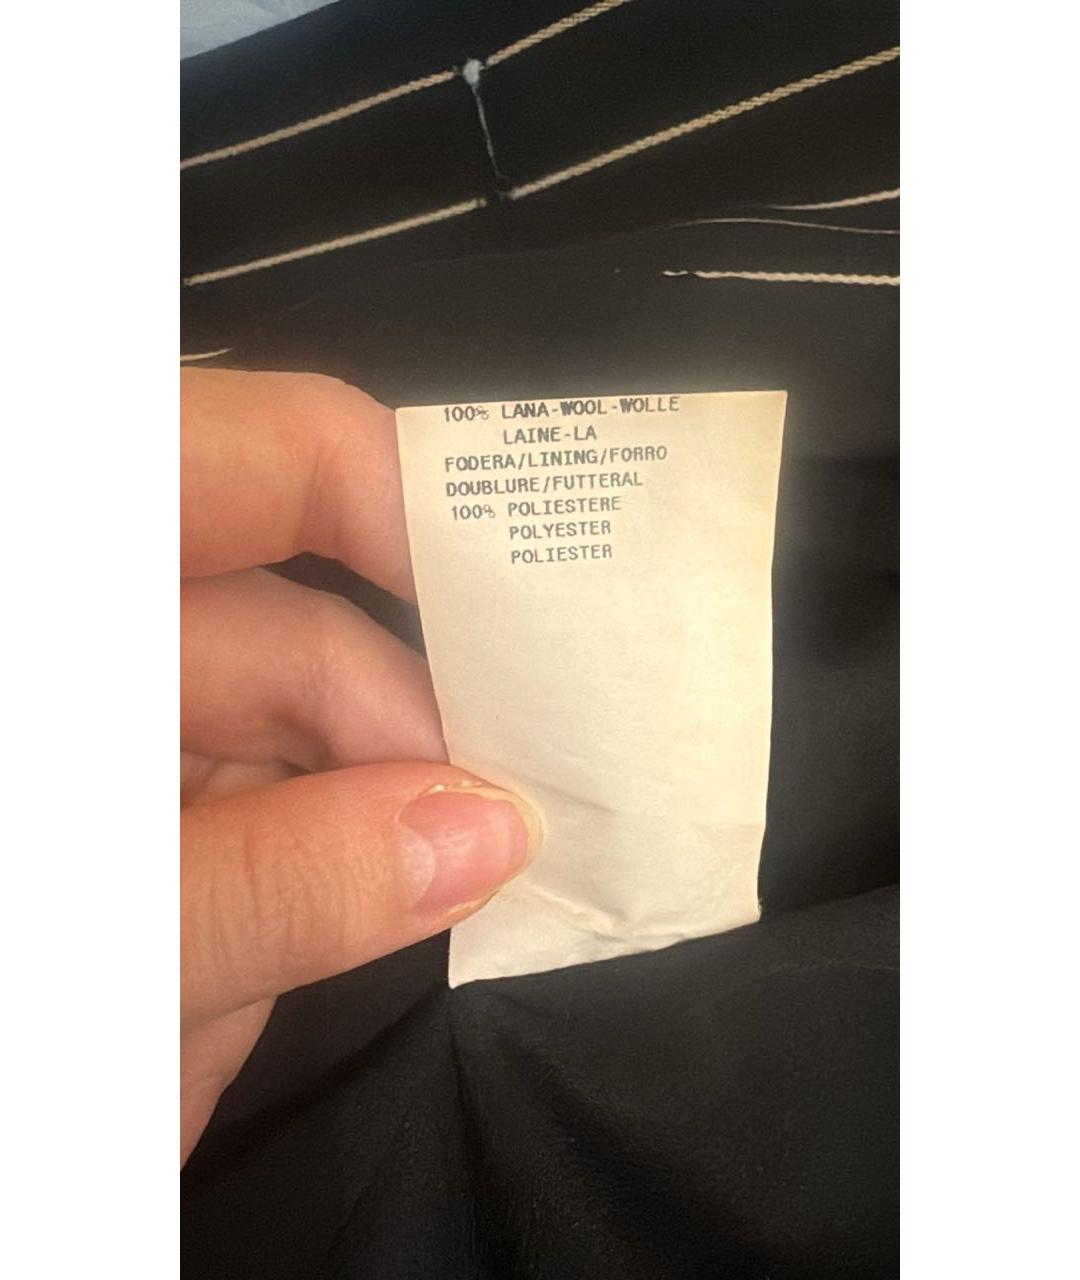 100% LANA-WOOL-WOLLE
LAINE-LA
FODERA/LINING/FORRO
DOUBLURE/FUTTERAL
100% POLIESTERE
POLYESTER
POLIESTER